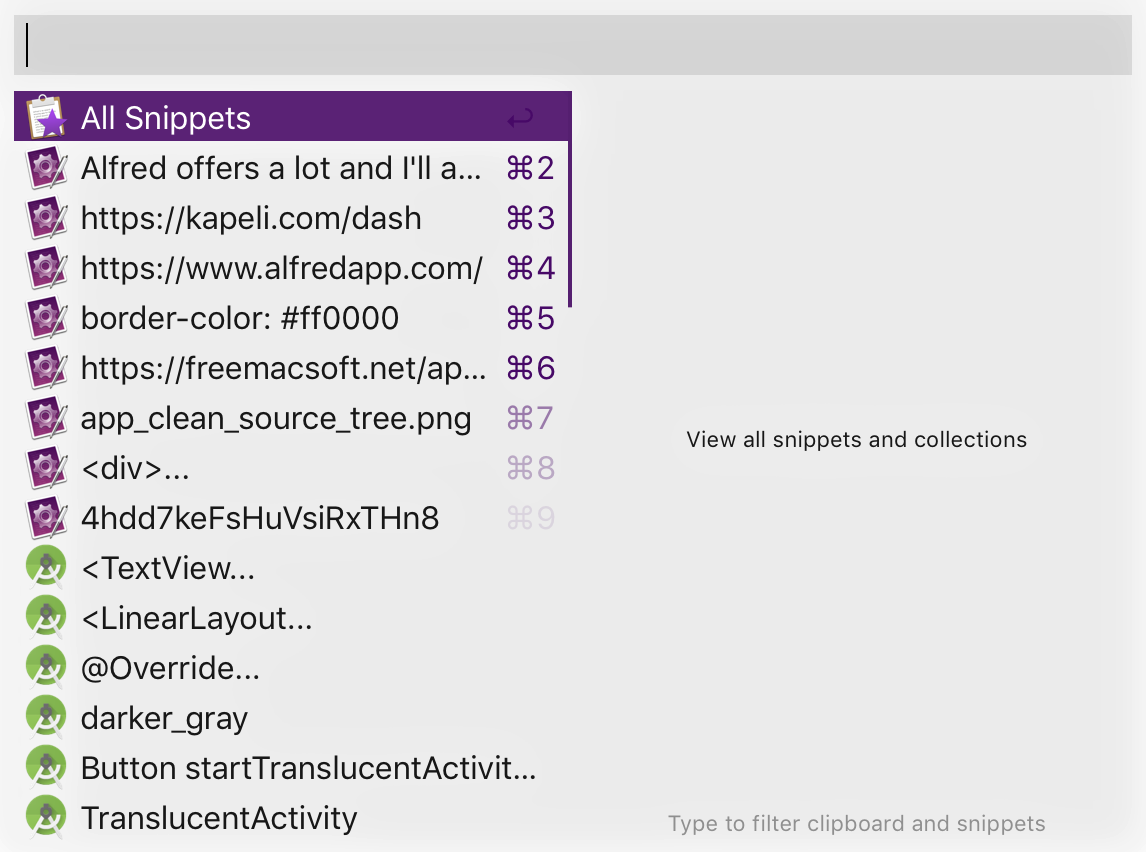 All Snippets ↩
Alfred offers a lot and I'll a... ⌘2
https://kapeli.com/dash ⌘3
https://www.alfredapp.com/ ⌘4
border-color: #ff0000 ⌘5
https://freemacsoft.net/ap... ⌘6
app_clean_source_tree.png ⌘7
<div>... ⌘8
4hdd7keFsHuVsiRxTHn8 ⌘9
<TextView...
<LinearLayout...
@Override...
darker_gray
Button startTranslucentActivit...
TranslucentActivity
View all snippets and collections
Type to filter clipboard and snippets